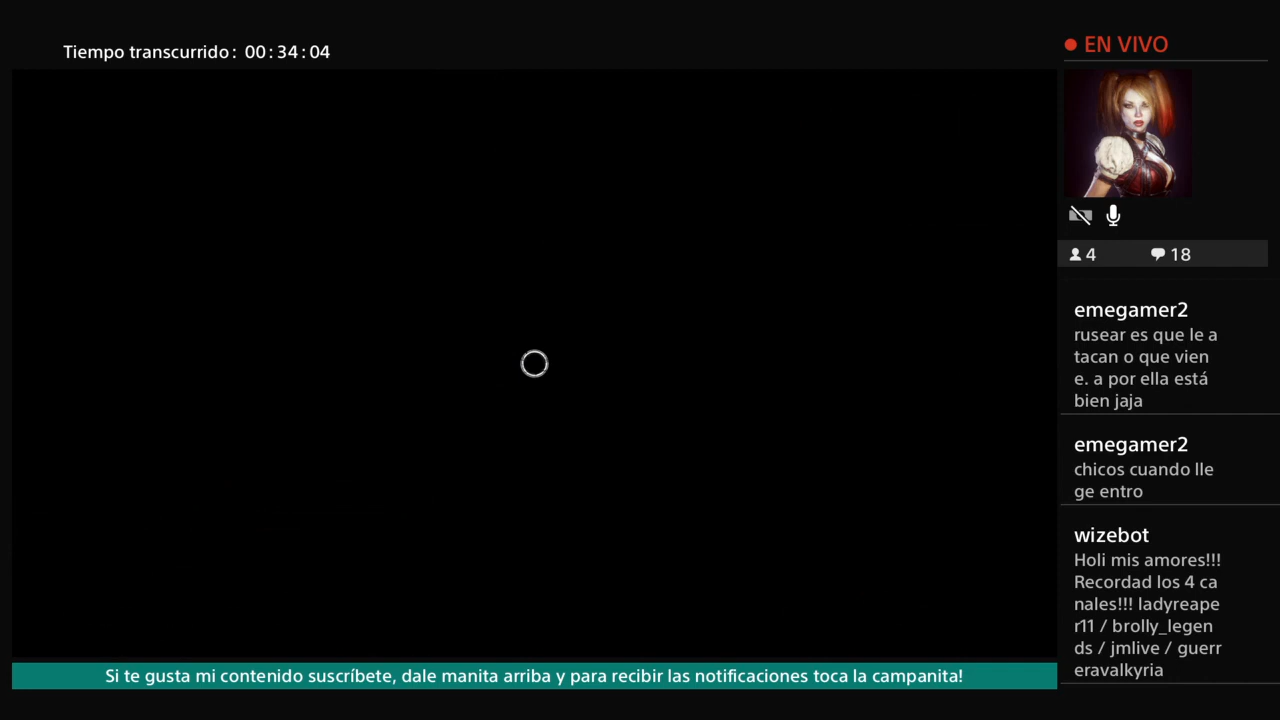 Tiempo transcurrido: 00:34:04
EN VIVO
4 18
emegamer2
rusear es que le a
tacan o que vien
e. a por ella está
bien jaja
emegamer2
chicos cuando lle
ge entro
wizebot
Holi mis amores!!!
Recordad los 4 ca
nales!!! ladyreape
r11 / brolly_legen
ds / jmlive / guerr
eravalkyria
Si te gusta mi contenido suscríbete, dale manita arriba y para recibir las notificaciones toca la campanita!